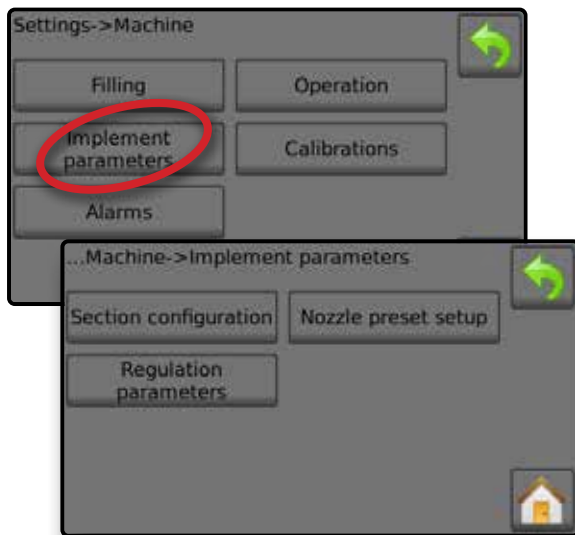 Settings->Machine
Filling
Operation
Implement
parameters
Calibrations
Alarms
...Machine->Implement parameters
Section configuration
Nozzle preset setup
Regulation
parameters